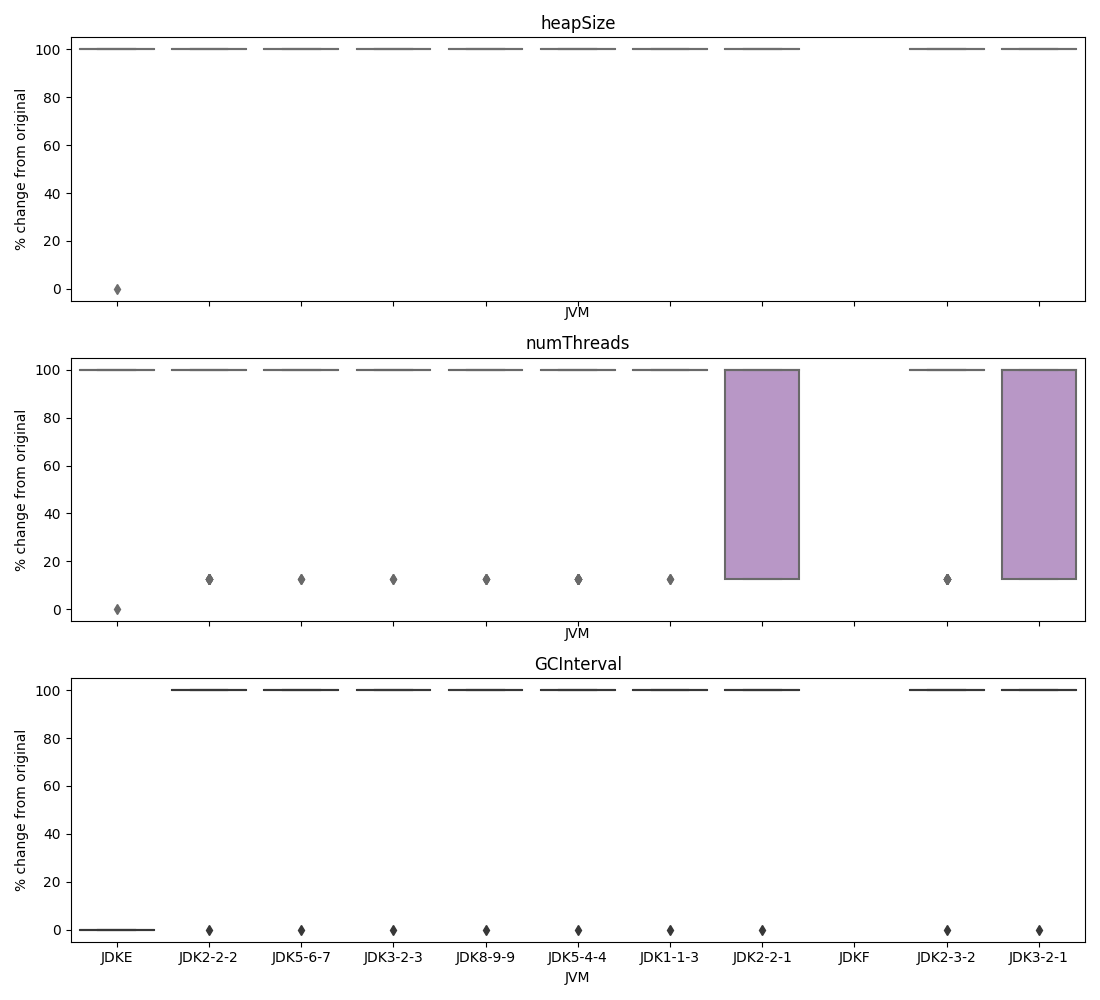 heapSize
% change from original
100
80
60
40
20
0
JVM
numThreads
% change from original
100
80
60
40
20
0
JVM
GCInterval
% change from original
100
80
60
40
20
0
JDKE JDK2-2-2 JDK5-6-7 JDK3-2-3 JDK8-9-9 JDK5-4-4 JDK1-1-3 JDK2-2-1 JDKF JDK2-3-2 JDK3-2-1
JVM